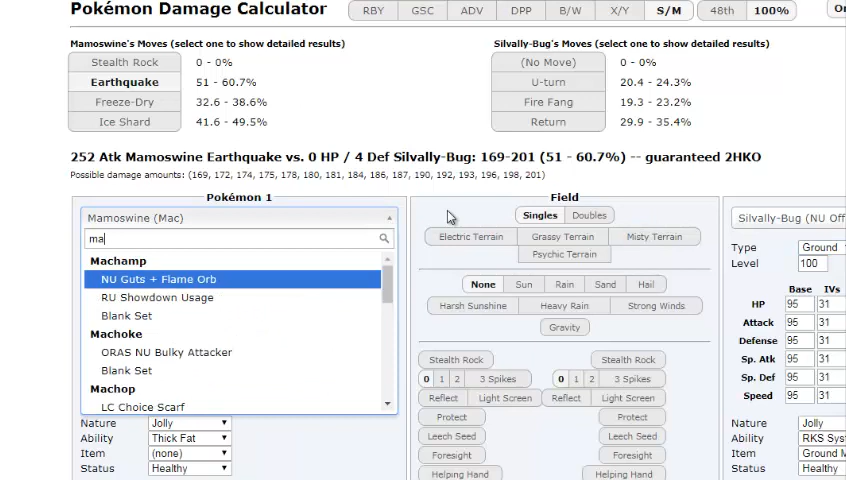 Pokémon Damage Calculator RBY GSC ADV DPP B/W X/Y S/M 48th 100%
Mamoswine's Moves (select one to show detailed results) Silvally-Bug's Moves (select one to show detailed results)
Stealth Rock 0 - 0% (No Move) 0 - 0%
Earthquake 51 - 60.7% U-turn 20.4 - 24.3%
Freeze-Dry 32.6 - 38.6% Fire Fang 19.3 - 23.2%
Ice Shard 41.6 - 49.5% Return 29.9 - 35.4%
252 Atk Mamoswine Earthquake vs. 0 HP / 4 Def Silvally-Bug: 169-201 (51 - 60.7%) -- guaranteed 2HKO
Possible damage amounts: (169, 172, 174, 175, 178, 180, 181, 184, 186, 187, 190, 192, 193, 196, 198, 201)
Pokémon 1 Field
Mamoswine (Mac) Singles Doubles Silvally-Bug (NU Off
ma Electric Terrain Grassy Terrain Misty Terrain
Psychic Terrain Type Ground
Machamp Level 100
NU Guts + Flame Orb None Sun Rain Sand Hail Base IVs
RU Showdown Usage Harsh Sunshine Heavy Rain Strong Winds HP 95 31
Blank Set Gravity Attack 95 31
Machoke Defense 95 31
ORAS NU Bulky Attacker Stealth Rock Stealth Rock Sp. Atk 95 31
Blank Set 0 1 2 3 Spikes 0 1 2 3 Spikes Sp. Def 95 31
Machop Reflect Light Screen Reflect Light Screen Speed 95 31
LC Choice Scarf Protect Protect
Nature Jolly Nature Jolly
Ability Thick Fat Leech Seed Leech Seed Ability RKS Sys
Item (none) Foresight Foresight Item Ground M
Status Healthy Helping Hand Helping Hand Status Healthy